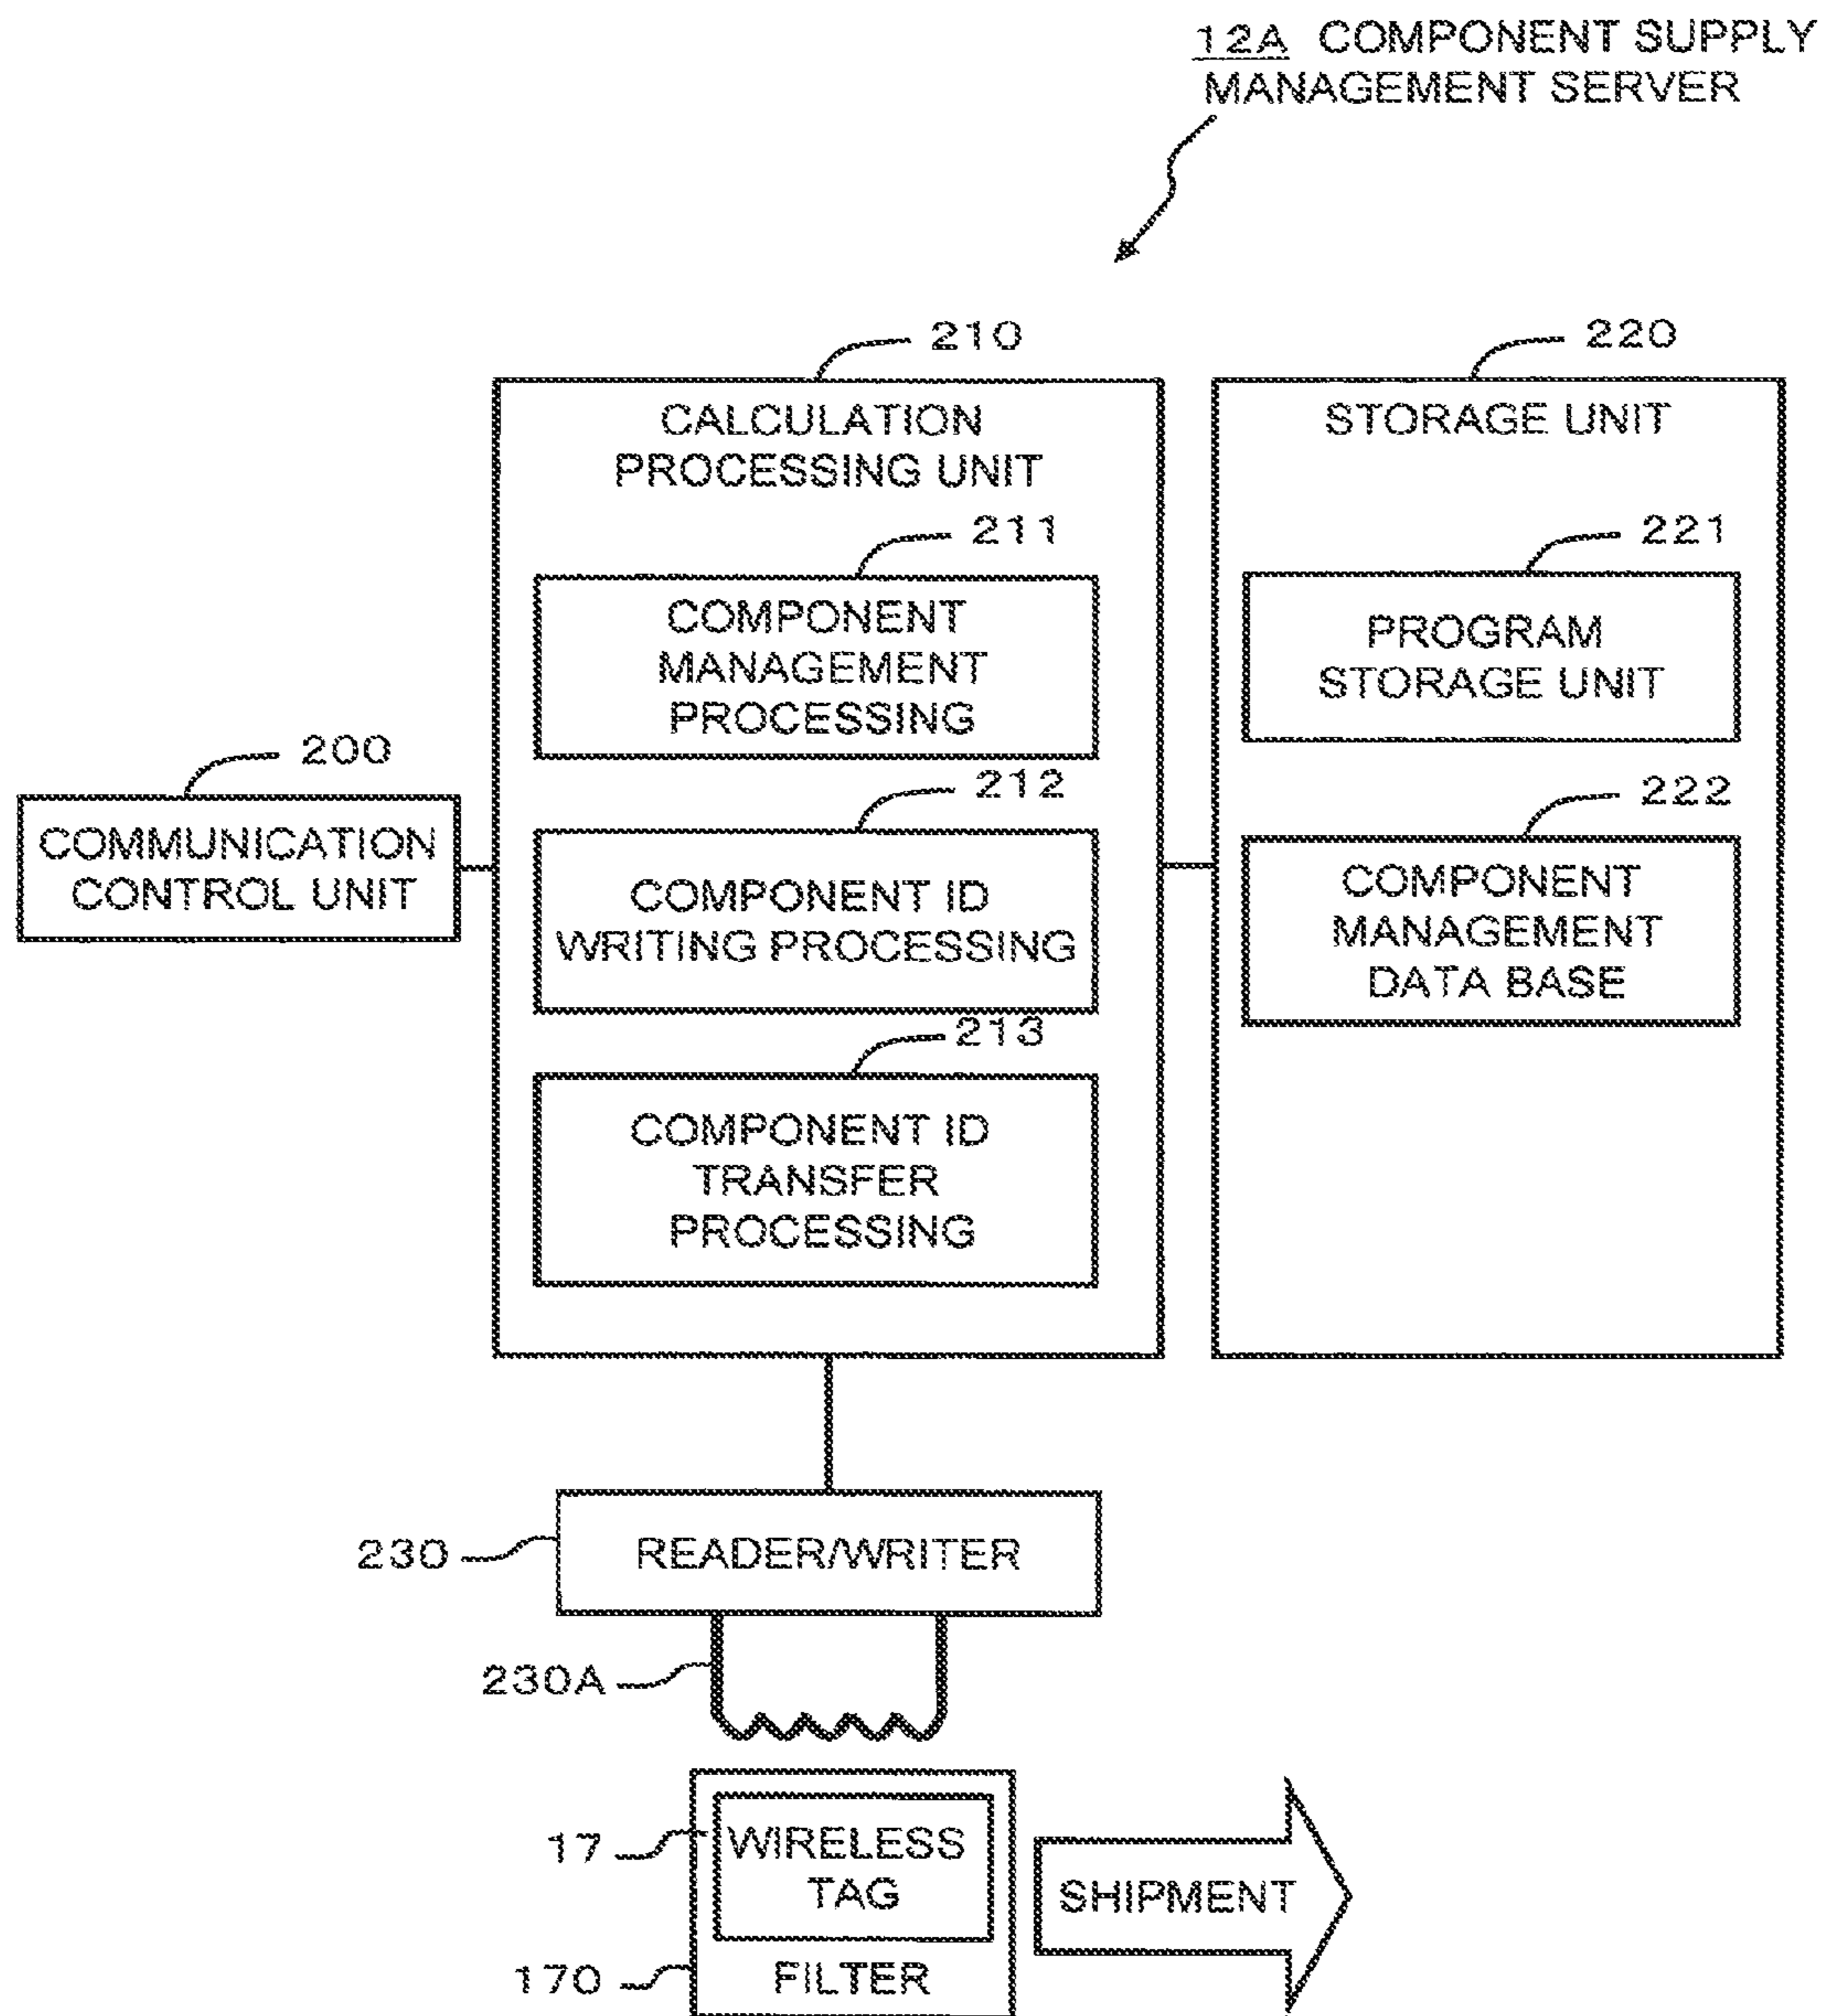 12A COMPONENT SUPPLY
MANAGEMENT SERVER
210
220
CALCULATION
PROCESSING UNIT
STORAGE UNIT
211
221
COMPONENT
MANAGEMENT
PROCESSING
PROGRAM
STORAGE UNIT
200
COMMUNICATION
CONTROL UNIT
212
222
COMPONENT ID
WRITING PROCESSING
COMPONENT
MANAGEMENT
DATA BASE
213
COMPONENT ID
TRANSFER
PROCESSING
230
READER/WRITER
230A
17
WIRELESS
TAG
SHIPMENT
170
FILTER